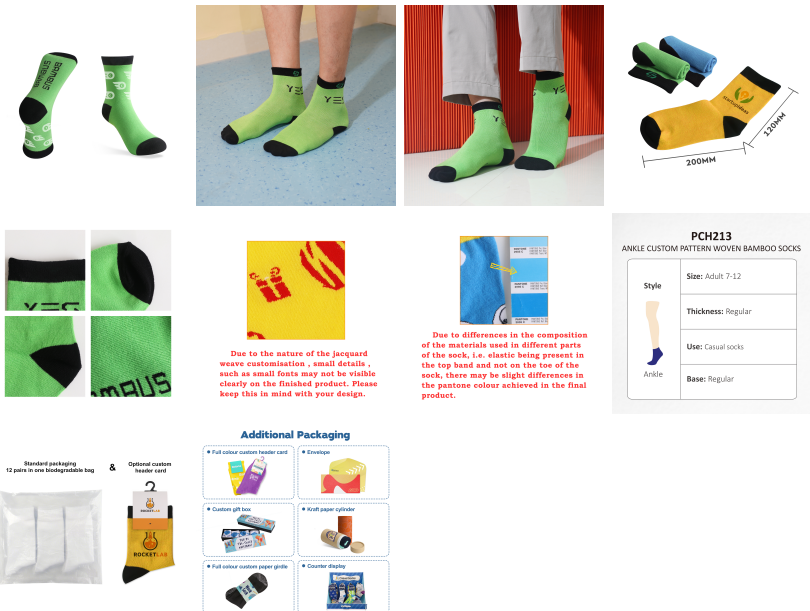 BAMBUS
BAMBUS
YES
YES
StartupIdeas
200MM
120MM
YES
AMBUS
Due to the nature of the jacquard
weave customisation , small details ,
such as small fonts may not be visible
clearly on the finished product. Please
keep this in mind with your design.
Due to differences in the composition
of the materials used in different parts
of the sock, i.e. elastic being present in
the top band and not on the toe of the
sock, there may be slight differences in
the pantone colour achieved in the final
product.
PCH213
ANKLE CUSTOM PATTERN WOVEN BAMBOO SOCKS
Style
Ankle
Size: Adult 7-12
Thickness: Regular
Use: Casual socks
Base: Regular
Standard packaging
12 pairs in one biodegradable bag
&
Optional custom
header card
ROCKETLAB
ROCKETLAB
Additional Packaging
Full colour custom header card
Envelope
Custom gift box
Kraft paper cylinder
Full colour custom paper girdle
Counter display